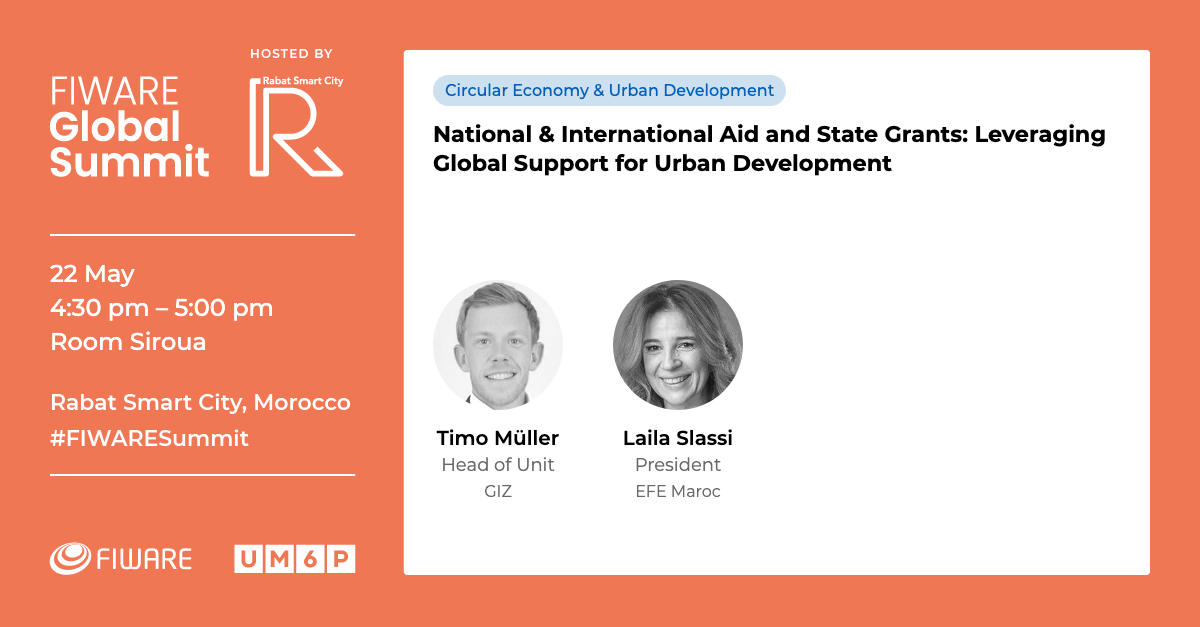 FIWARE
Global
Summit
HOSTED BY
Rabat Smart City
R
22 May
4:30 pm – 5:00 pm
Room Siroua
Rabat Smart City, Morocco
#FIWARESummit
FIWARE
UM6P
Circular Economy & Urban Development
National & International Aid and State Grants: Leveraging
Global Support for Urban Development
Timo Müller
Head of Unit
GIZ
Laila Slassi
President
EFE Maroc